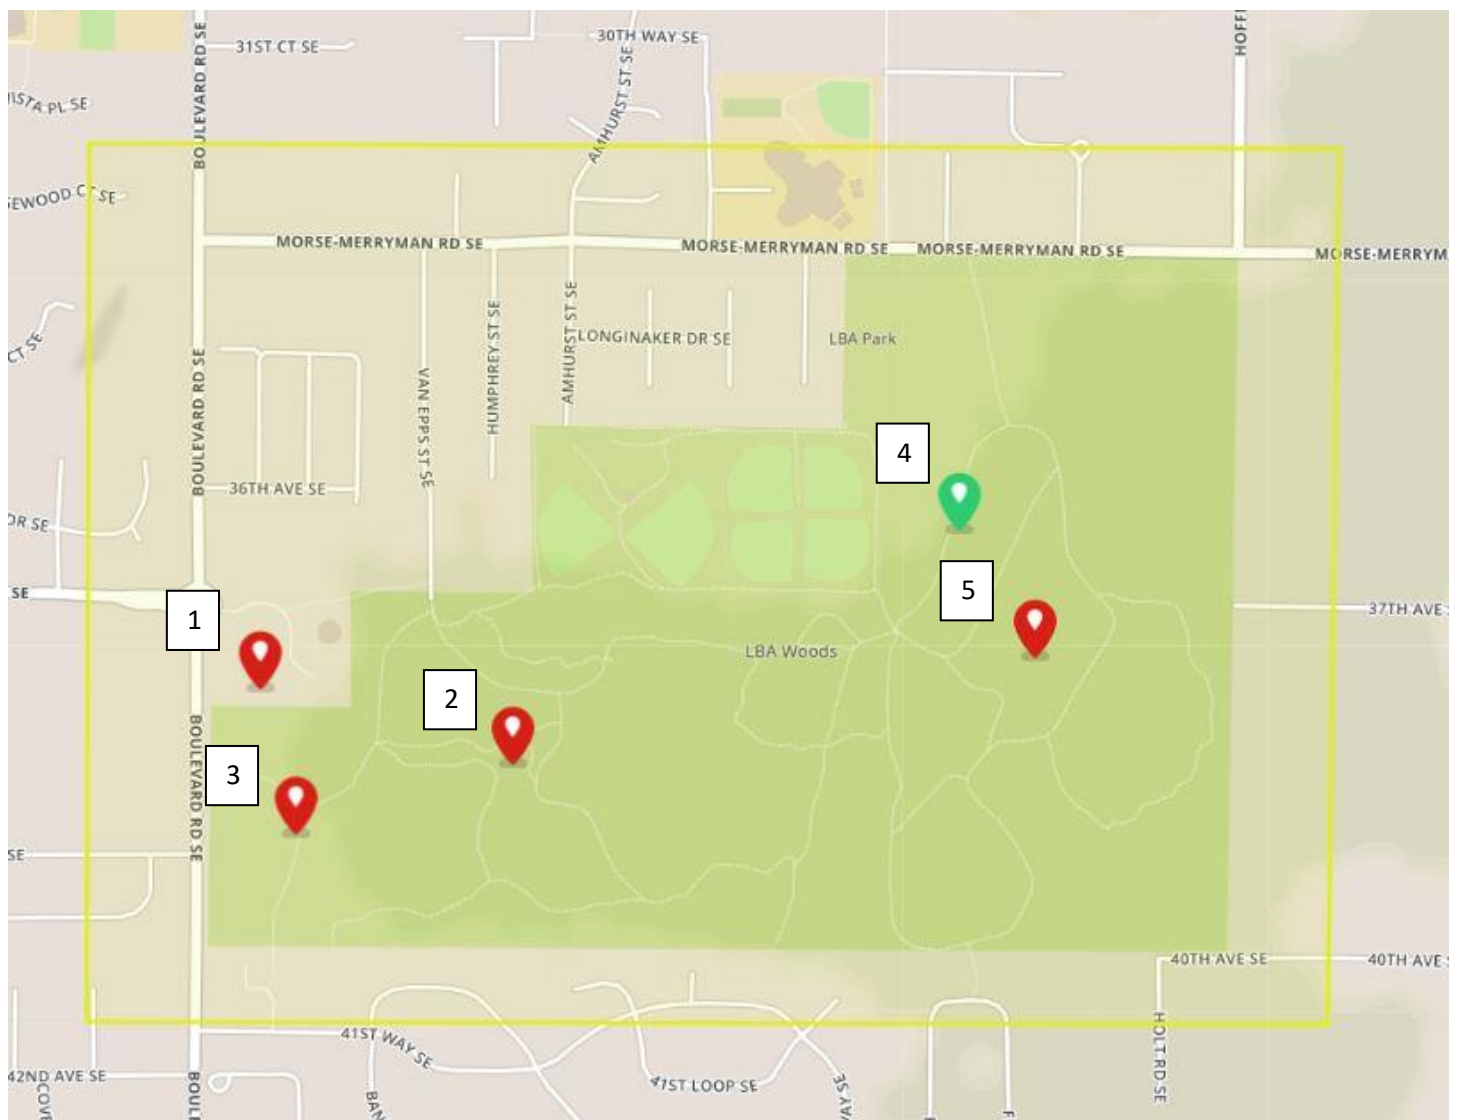 31ST CT SE
30TH WAY SE
BOULEVARD RD SE
AMHURST ST SE
EWOOD CT SE
MORSE-MERRYMAN RD SE
MORSE-MERRYMAN RD SE
MORSE-MERRYMAN RD SE
MORSE-MERRYM
LONGINAKER DR SE
LBA Park
AMHURST ST SE
HUMPHREY ST SE
VAN EPPS ST SE
BOULEVARD RD SE
CT SE
4
36TH AVE SE
DR SE
SE
5
37TH AVE
1
LBA Woods
2
3
BOULEVARD RD SE
SE
40TH AVE SE
40TH AVE
41ST WAY SE
HOLT RD SE
42ND AVE SE
41ST LOOP SE
COVE
BOUL
BAN
AY SE